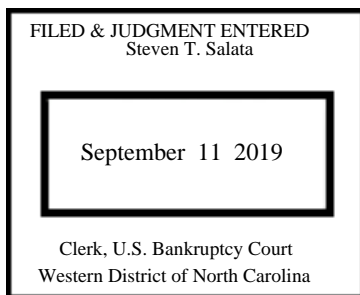 FILED & JUDGMENT ENTERED
Steven T. Salata
September 11 2019
Clerk, U.S. Bankruptcy Court
Western District of North Carolina